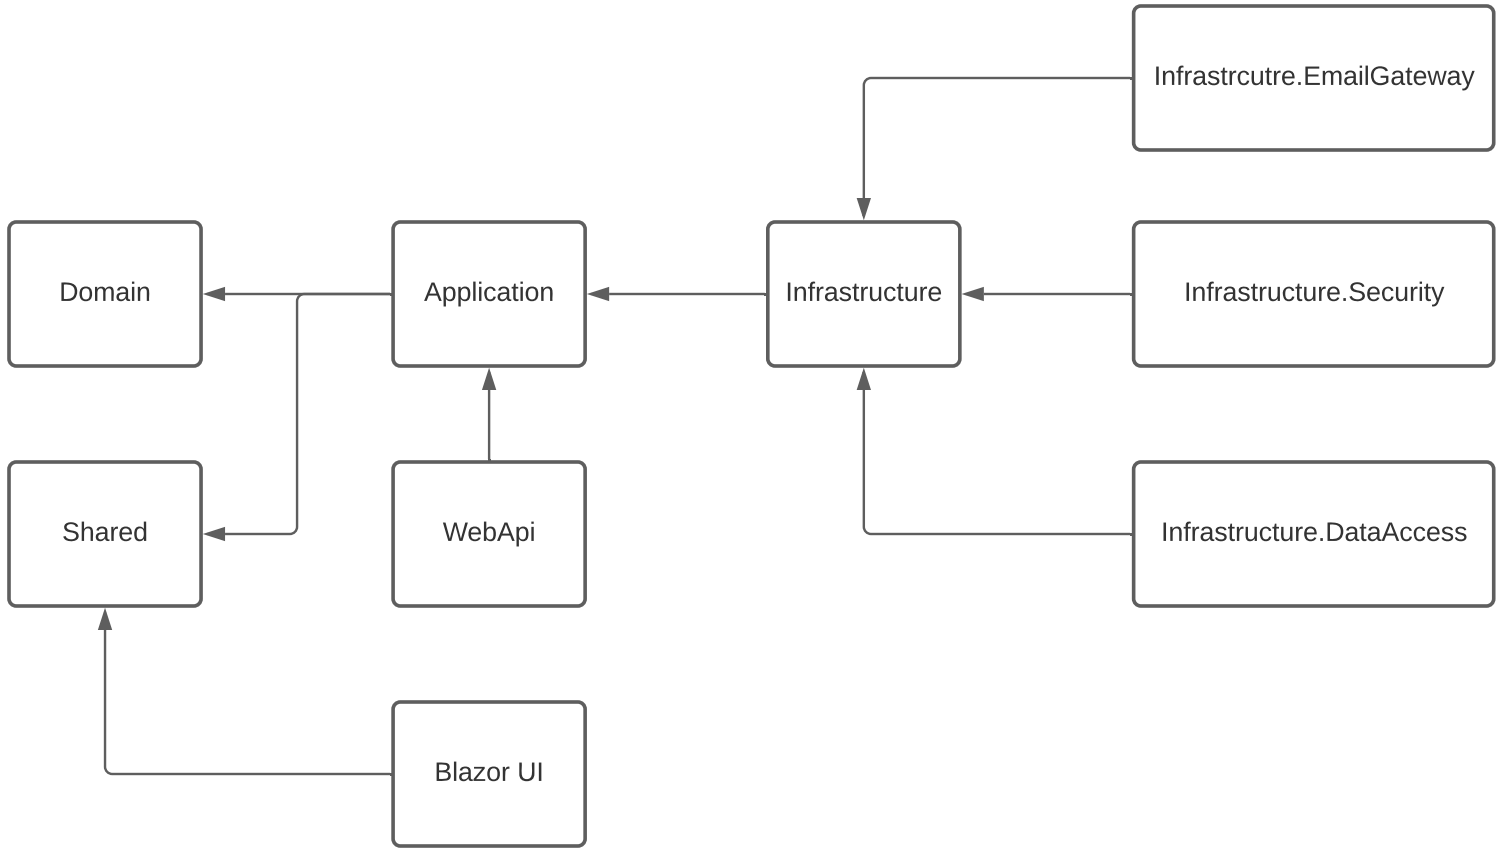 Infrastrcutre.EmailGateway
Domain
Application
Infrastructure
Infrastructure.Security
Shared
WebApi
Infrastructure.DataAccess
Blazor UI